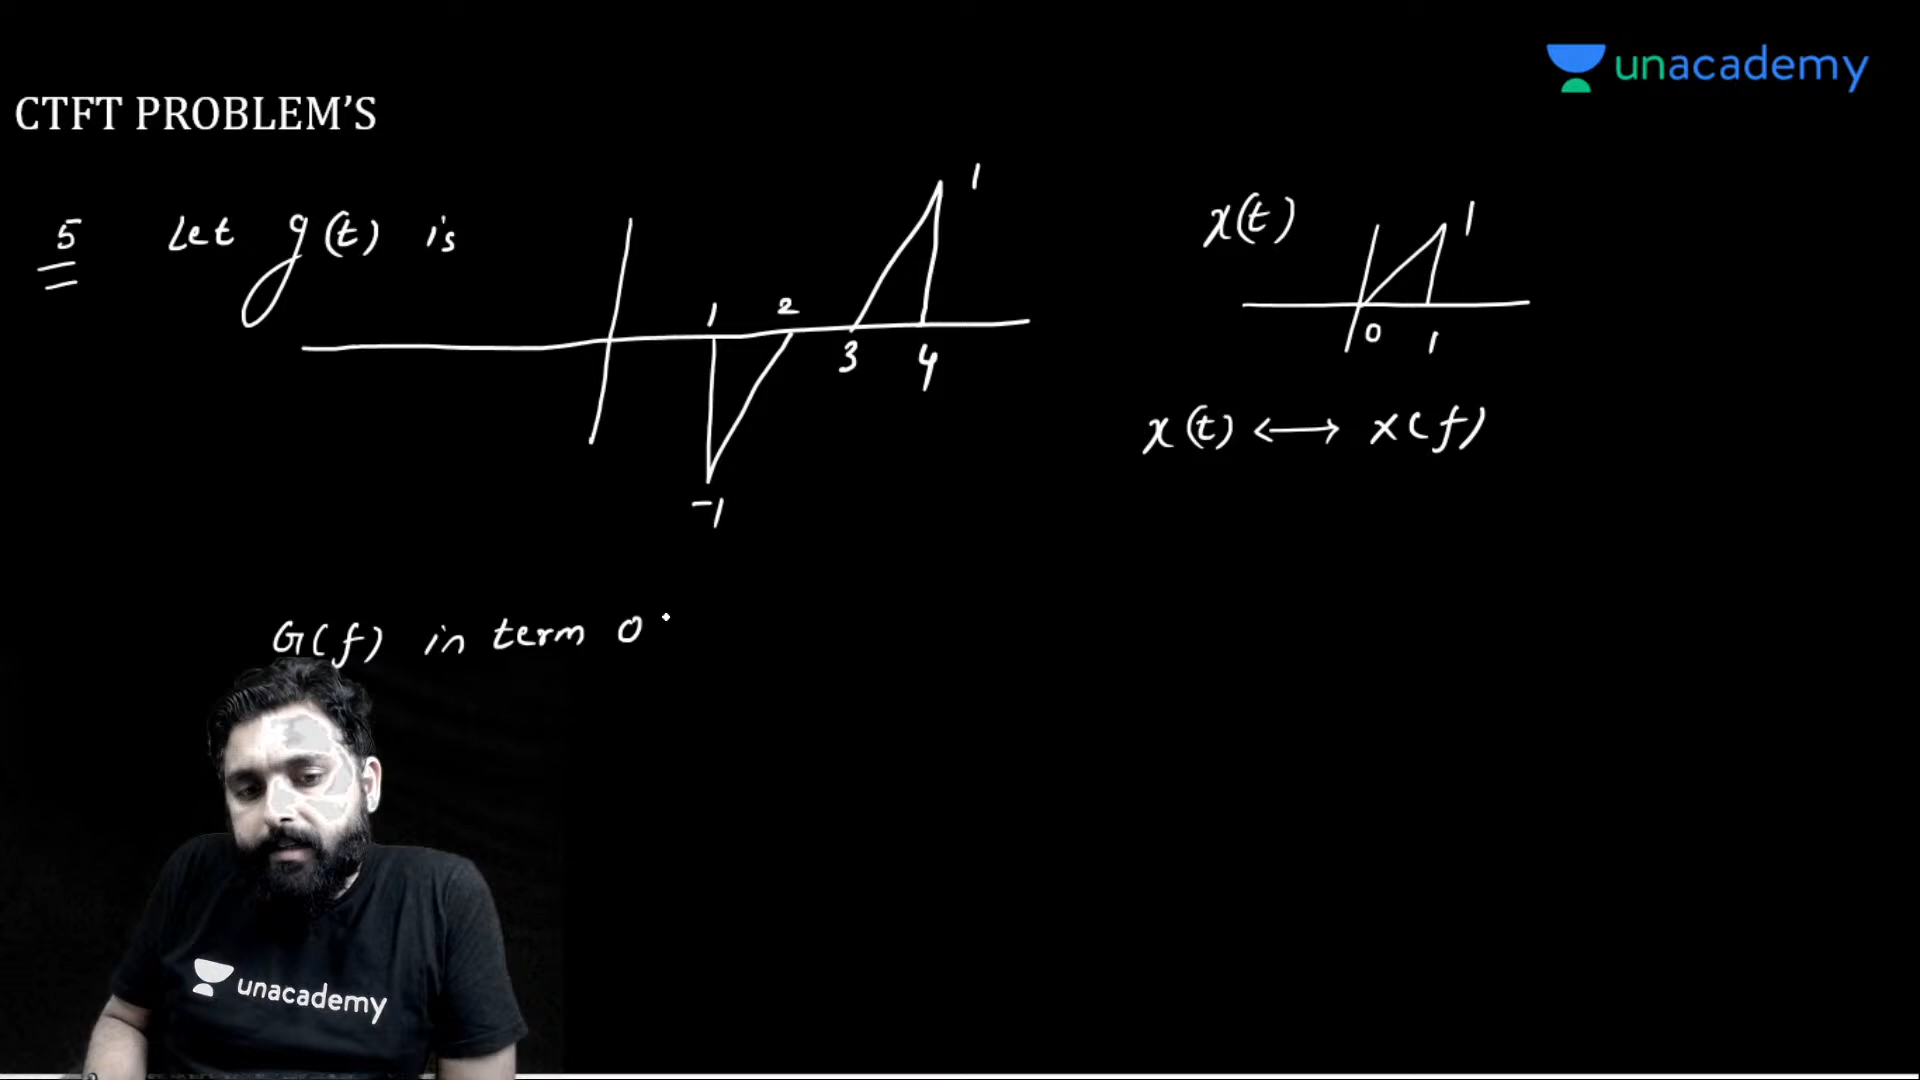 unacademy
CTFT PROBLEM'S
5 Let g(t) is
1 2 3 4
1
-1
x(t)
1
0 1
x(t) ↔ X(f)
G(f) in term o
unacademy